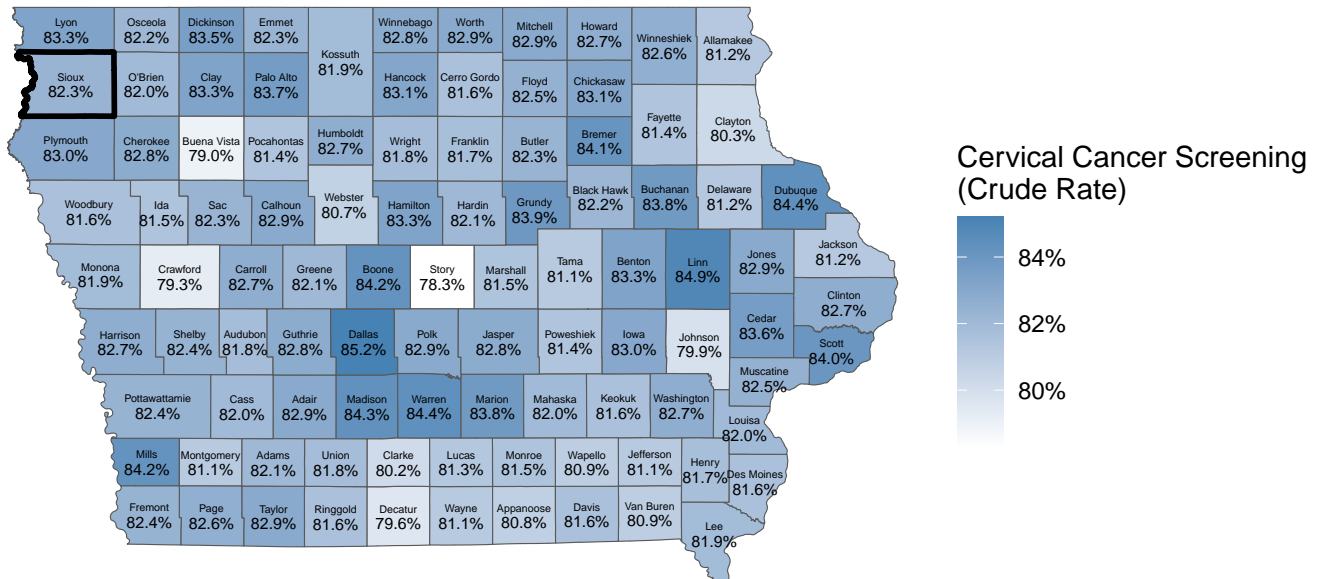 Lyon
83.3%
Osceola
82.2%
Dickinson
83.5%
Emmet
82.3%
Kossuth
81.9%
Winnebago
82.8%
Worth
82.9%
Mitchell
82.9%
Howard
82.7%
Winneshiek
82.6%
Allamakee
81.2%
Sioux
82.3%
O'Brien
82.0%
Clay
83.3%
Palo Alto
83.7%
Hancock
83.1%
Cerro Gordo
81.6%
Floyd
82.5%
Chickasaw
83.1%
Fayette
81.4%
Clayton
80.3%
Plymouth
83.0%
Cherokee
82.8%
Buena Vista
79.0%
Pocahontas
81.4%
Humboldt
82.7%
Wright
81.8%
Franklin
81.7%
Butler
82.3%
Bremer
84.1%
Woodbury
81.6%
Ida
81.5%
Sac
82.3%
Calhoun
82.9%
Webster
80.7%
Hamilton
83.3%
Hardin
82.1%
Grundy
83.9%
Black Hawk
82.2%
Buchanan
83.8%
Delaware
81.2%
Dubuque
84.4%
Monona
81.9%
Crawford
79.3%
Carroll
82.7%
Greene
82.1%
Boone
84.2%
Story
78.3%
Marshall
81.5%
Tama
81.1%
Benton
83.3%
Linn
84.9%
Jones
82.9%
Jackson
81.2%
Clinton
82.7%
Harrison
82.7%
Shelby
82.4%
Audubon
81.8%
Guthrie
82.8%
Dallas
85.2%
Polk
82.9%
Jasper
82.8%
Poweshiek
81.4%
Iowa
83.0%
Johnson
79.9%
Cedar
83.6%
Scott
84.0%
Muscatine
82.5%
Pottawattamie
82.4%
Cass
82.0%
Adair
82.9%
Madison
84.3%
Warren
84.4%
Marion
83.8%
Mahaska
82.0%
Keokuk
81.6%
Washington
82.7%
Louisa
82.0%
Mills
84.2%
Montgomery
81.1%
Adams
82.1%
Union
81.8%
Clarke
80.2%
Lucas
81.3%
Monroe
81.5%
Wapello
80.9%
Jefferson
81.1%
Henry
81.7%
Des Moines
81.6%
Fremont
82.4%
Page
82.6%
Taylor
82.9%
Ringgold
81.6%
Decatur
79.6%
Wayne
81.1%
Appanoose
80.8%
Davis
81.6%
Van Buren
80.9%
Lee
81.9%
Cervical Cancer Screening
(Crude Rate)
84%
82%
80%